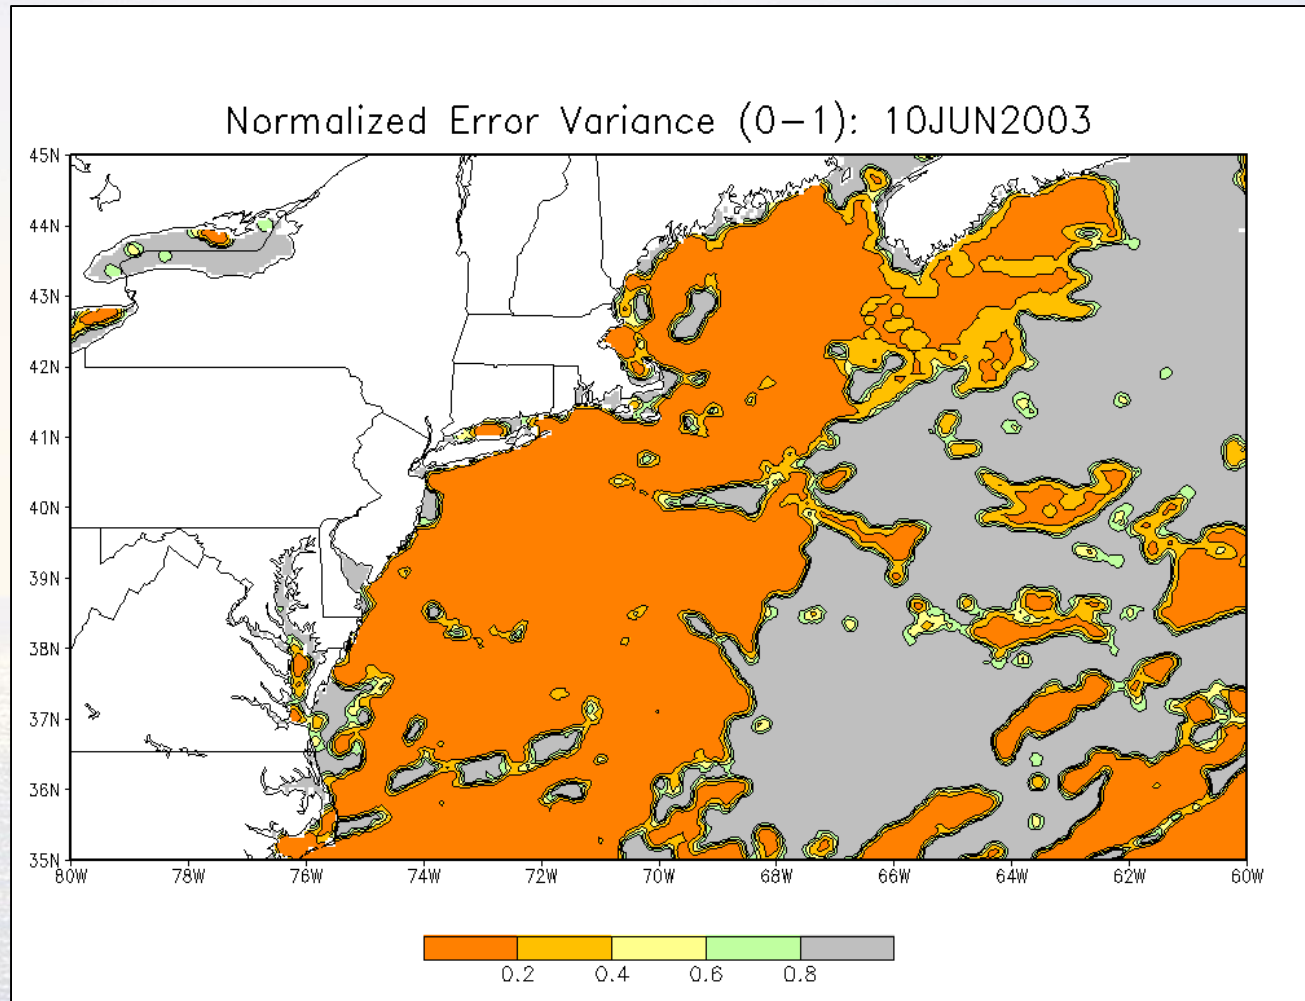 Normalized Error Variance (0-1): 10JUN2003
45N
44N
43N
42N
41N
40N
39N
38N
37N
36N
35N
80W 78W 76W 74W 72W 70W 68W 66W 64W 62W 60W
0.2 0.4 0.6 0.8